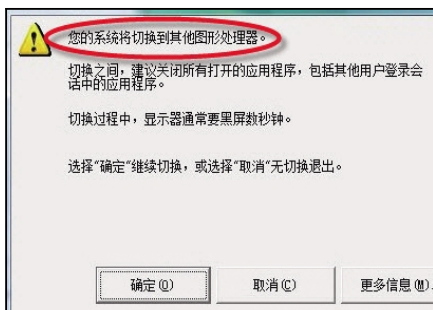 您的系统将切换到其他图形处理器。
切换之间，建议关闭所有打开的应用程序，包括其他用户登录会
话中的应用程序。
切换过程中，显示器通常要黑屏数秒钟。
选择“确定”继续切换，或选择“取消”无切换退出。
确定(O) 取消(C) 更多信息(M)